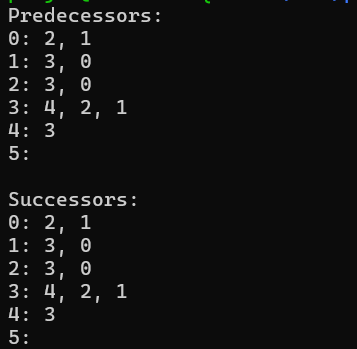 Predecessors:
0: 2, 1
1: 3, 0
2: 3, 0
3: 4, 2, 1
4: 3
5:
Successors:
0: 2, 1
1: 3, 0
2: 3, 0
3: 4, 2, 1
4: 3
5: